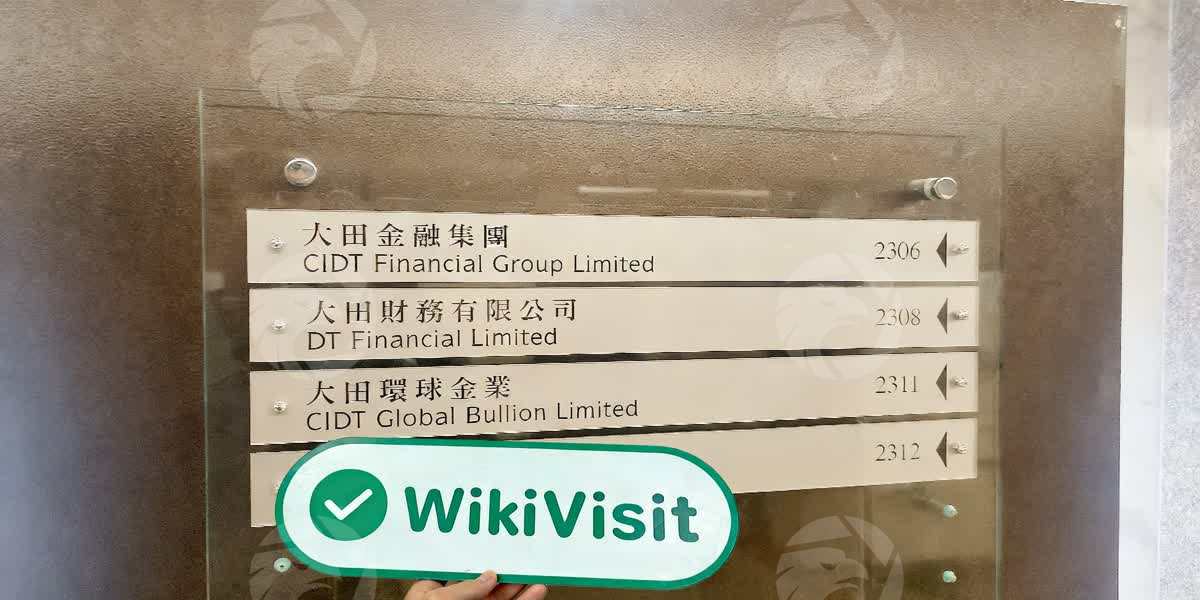 大田金融集團
CIDT Financial Group Limited
2306
大田財務有限公司
DT Financial Limited
2308
大田環球金業
CIDT Global Bullion Limited
2311
2312
WikiVisit